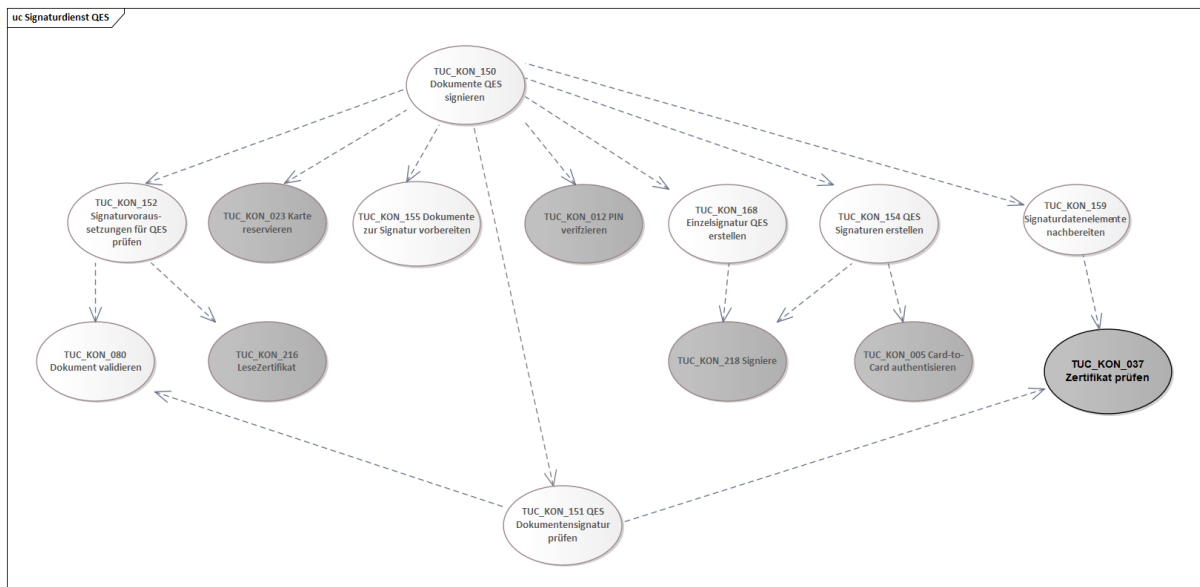 uc Signaturdienst QES
TUC_KON_150
Dokumente QES
signieren
TUC_KON_152
Signaturvoraus-
setzungen für QES
prüfen
TUC_KON_023 Karte
reservieren
TUC_KON_155 Dokumente
zur Signatur vorbereiten
TUC_KON_012 PIN
verifzieren
TUC_KON_168
Einzelsignatur QES
erstellen
TUC_KON_154 QES
Signaturen erstellen
TUC_KON_159
Signaturdatenelemente
nachbereiten
TUC_KON_080
Dokument validieren
TUC_KON_216
LeseZertifikat
TUC_KON_218 Signiere
TUC_KON_005 Card-to-
Card authentisieren
TUC_KON_037
Zertifikat prüfen
TUC_KON_151 QES
Dokumentensignatur
prüfen